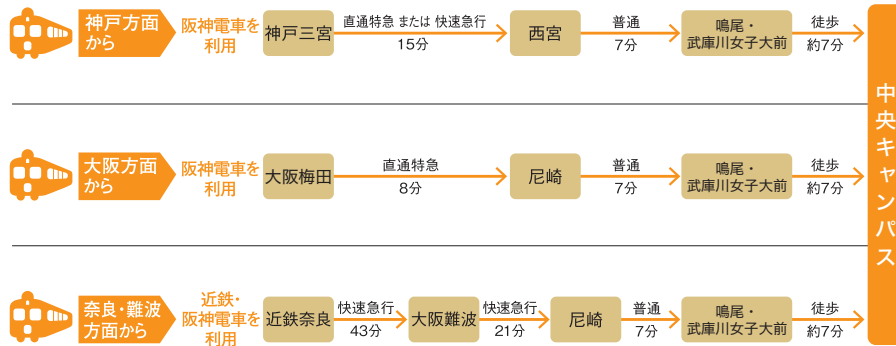 神戸方面
から
阪神電車を
利用
神戸三宮
直通特急 または 快速急行
15分
西宮
普通
7分
鳴尾・
武庫川女子大前
徒歩
約7分
大阪方面
から
阪神電車を
利用
大阪梅田
直通特急
8分
尼崎
普通
7分
鳴尾・
武庫川女子大前
徒歩
約7分
奈良・難波
方面から
近鉄・
阪神電車を
利用
近鉄奈良
快速急行
43分
大阪難波
快速急行
21分
尼崎
普通
7分
鳴尾・
武庫川女子大前
徒歩
約7分
中央キャンパス